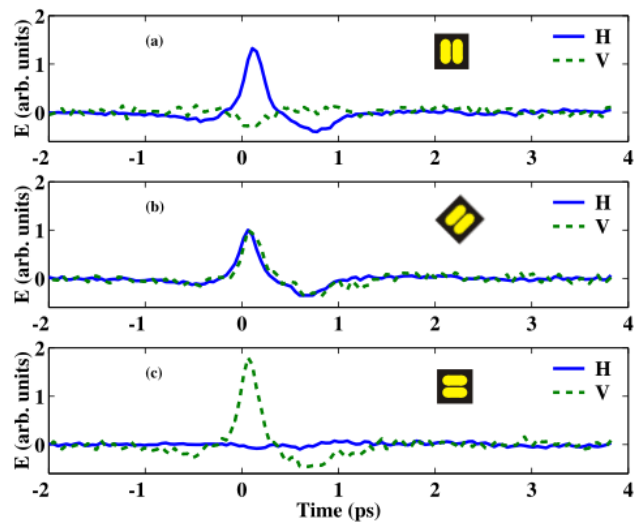 2
(a)
H
V
1
0
E (arb. units)
-2 -1 0 1 2 3 4
2
(b)
H
V
1
0
E (arb. units)
-2 -1 0 1 2 3 4
2
(c)
H
V
1
0
E (arb. units)
-2 -1 0 1 2 3 4
Time (ps)